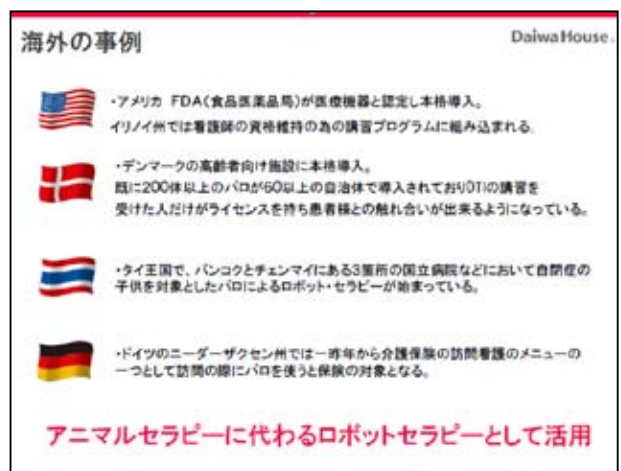 海外の事例
DaiwaHouse.
・アメリカ FDA(食品医薬品局)が医療機器と認定し本格導入。
イリノイ州では看護師の資格維持の為の講習プログラムに組み込まれる。
・デンマークの高齢者向け施設に本格導入。
既に200体以上のパロが60以上の自治体で導入されておりDTIの講習を
受けた人だけがライセンスを持ち患者様との触れ合いが出来るようになっている。
・タイ王国で、バンコクとチェンマイにある3箇所の国立病院などにおいて自閉症の
子供を対象としたパロによるロボット・セラピーが始まっている。
・ドイツのニーダーザクセン州では一昨年から介護保険の訪問看護のメニューの
一つとして訪問の際にパロを使うと保険の対象となる。
アニマルセラピーに代わるロボットセラピーとして活用